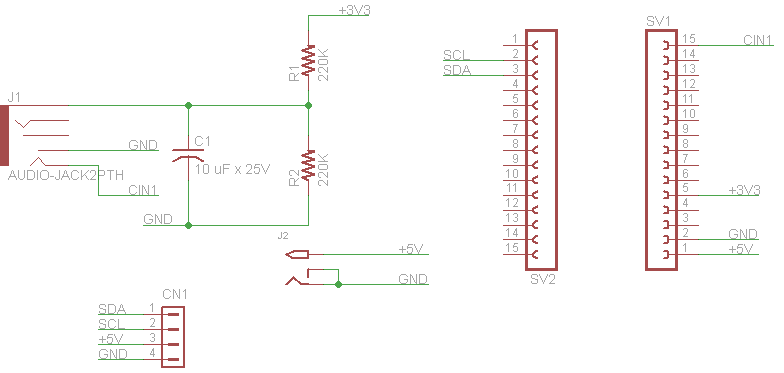 +3V3
R1
220K
J1
C1
10 uF x 25V
GND
AUDIO-JACK2PTH
CIN1
R2
220K
GND
J2
+5V
GND
CN1
SDA 1
SCL 2
+5V 3
GND 4
1
SCL 2
SDA 3
4
5
6
7
8
9
10
11
12
13
14
15
SV2
SV1
15 CIN1
14
13
12
11
10
9
8
7
6
5 +3V3
4
3
2 GND
1 +5V